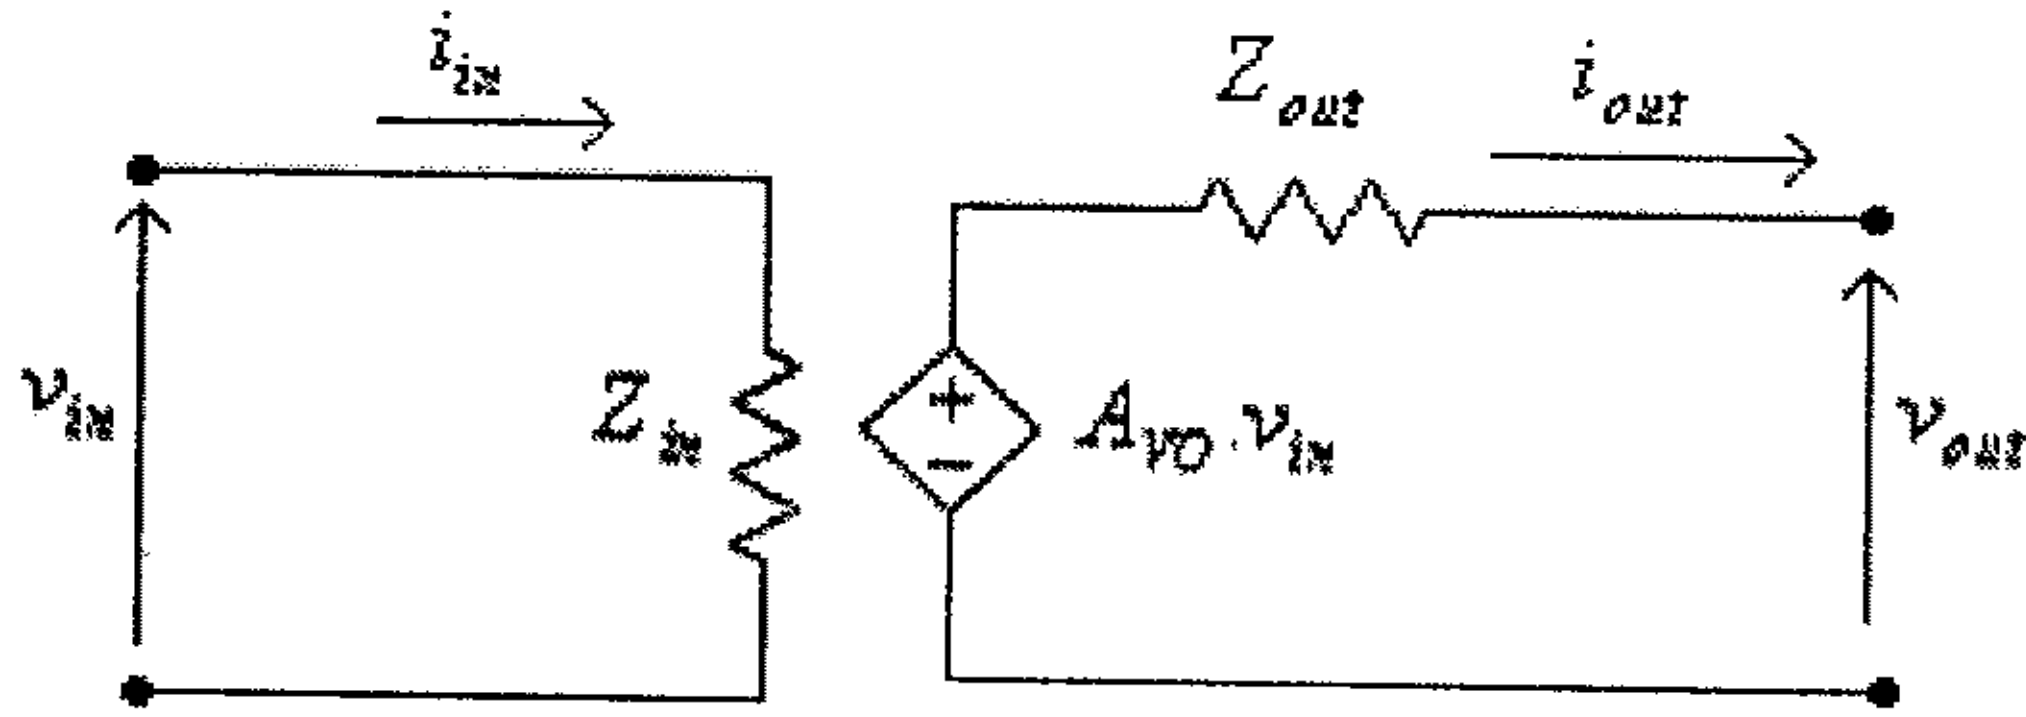 i_in
Z_out
i_out
v_in
Z_in
+
−
A_VO · v_in
v_out